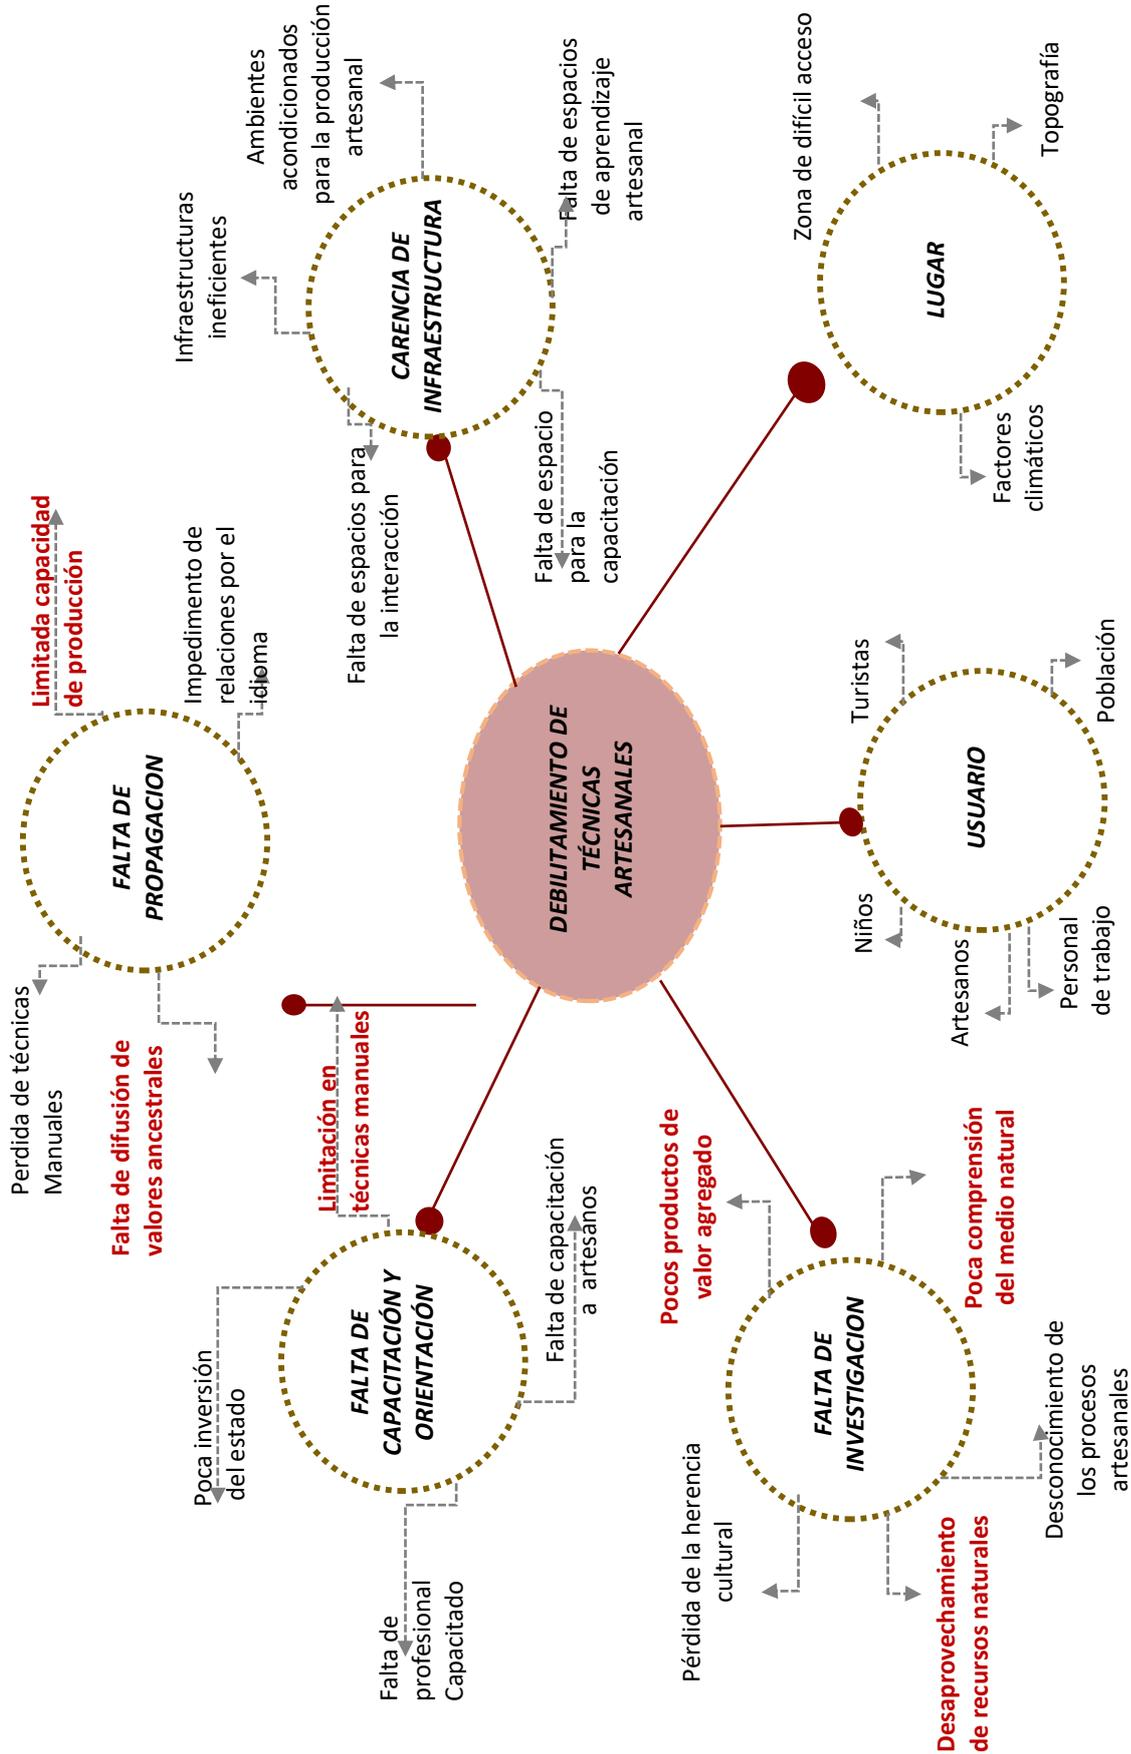 Perdida de técnicas
Manuales
Falta de difusión de
valores ancestrales
FALTA DE
PROPAGACION
Limitada capacidad
de producción
Impedimento de
relaciones por el
idioma
Poca inversión
del estado
Falta de
profesional
Capacitado
FALTA DE
CAPACITACIÓN Y
ORIENTACIÓN
Limitación en
técnicas manuales
Falta de capacitación
a artesanos
Infraestructuras
ineficientes
Ambientes
acondicionados
para la producción
artesanal
CARENCIA DE
INFRAESTRUCTURA
Falta de espacios para
la interacción
Falta de espacio
para la
capacitación
Falta de espacios
de aprendizaje
artesanal
DEBILITAMIENTO DE
TÉCNICAS
ARTESANALES
Pérdida de la herencia
cultural
Pocos productos de
valor agregado
FALTA DE
INVESTIGACION
Desaprovechamiento
de recursos naturales
Desconocimiento de
los procesos
artesanales
Poca comprensión
del medio natural
Niños
Turistas
Artesanos
USUARIO
Personal
de trabajo
Población
Zona de difícil acceso
LUGAR
Factores
climáticos
Topografía